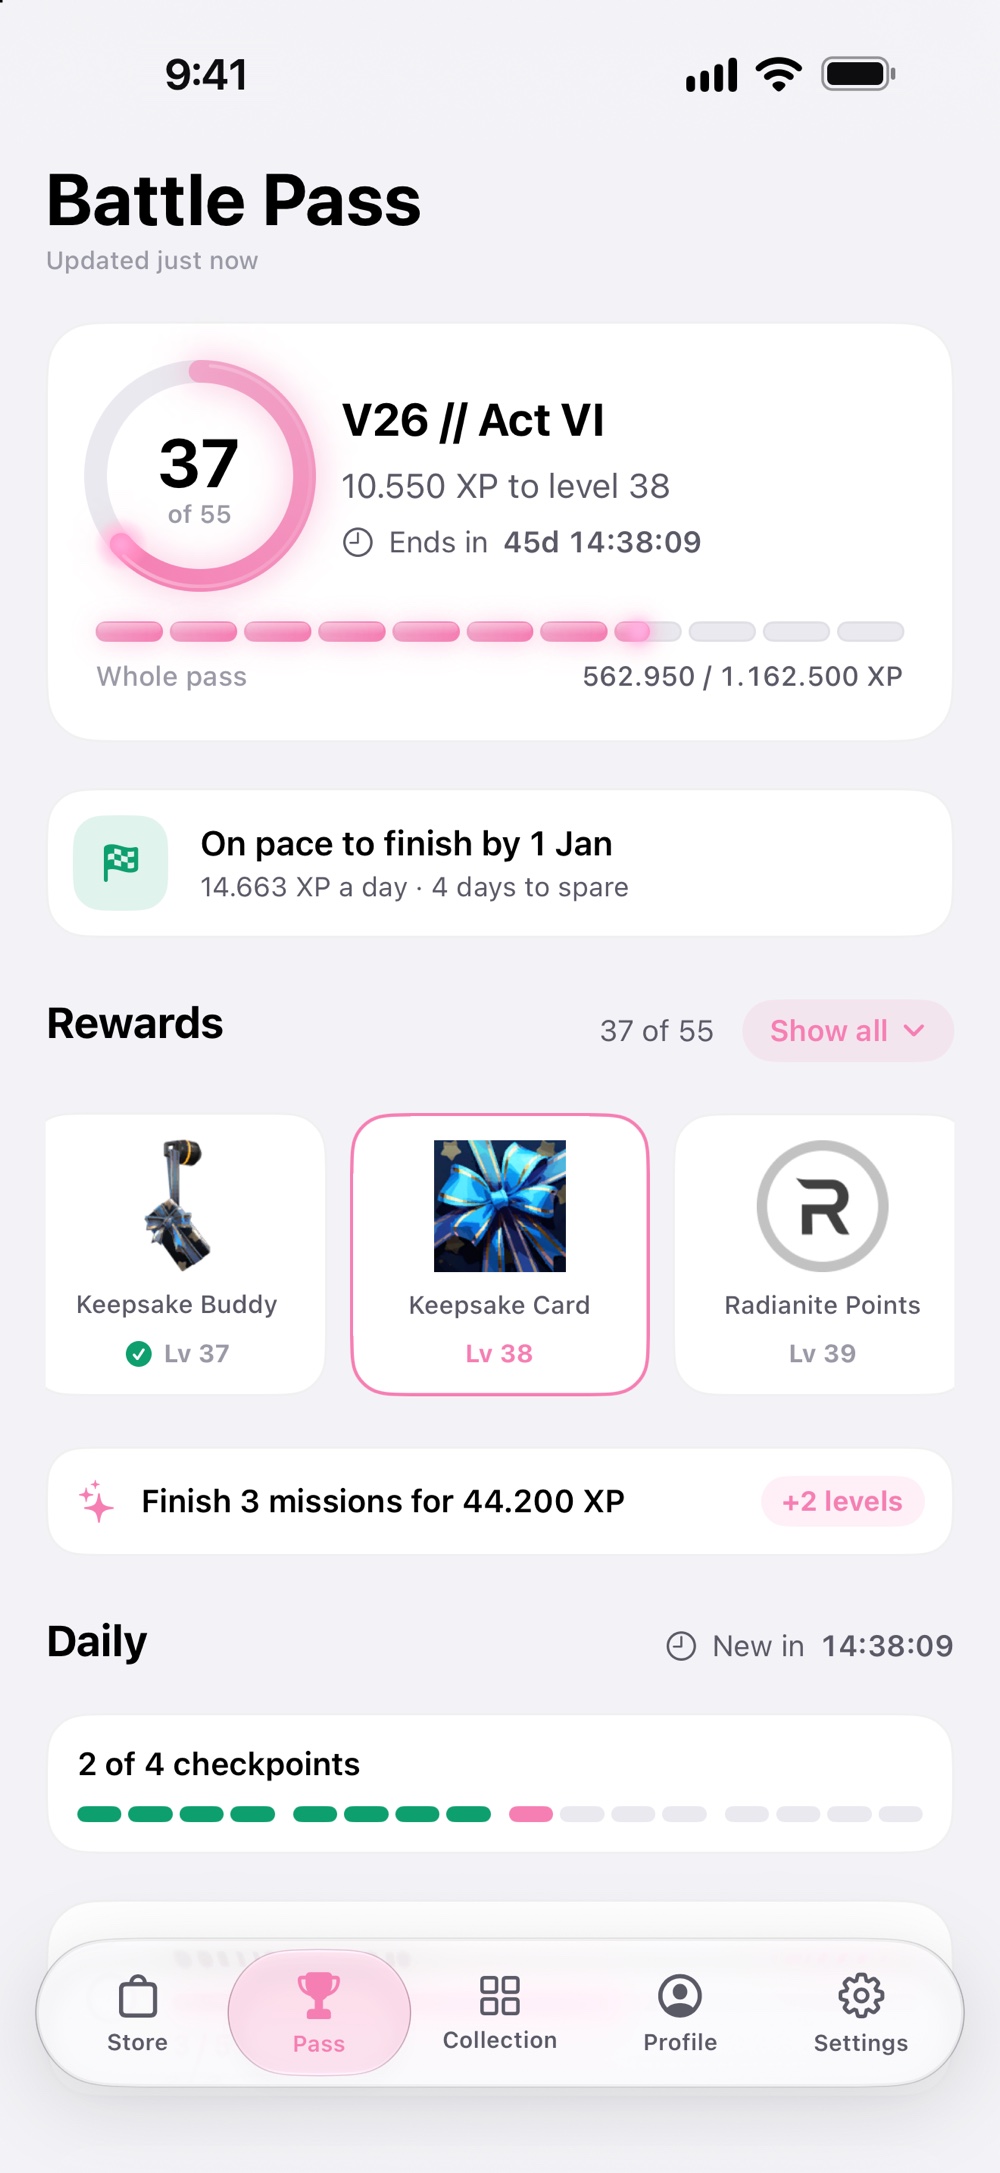 9:41
Battle Pass
Updated just now
37
of 55
V26 // Act VI
10.550 XP to level 38
Ends in 45d 14:38:09
Whole pass
562.950 / 1.162.500 XP
On pace to finish by 1 Jan
14.663 XP a day · 4 days to spare
Rewards
37 of 55
Show all
Keepsake Buddy
Lv 37
Keepsake Card
Lv 38
R
Radianite Points
Lv 39
Finish 3 missions for 44.200 XP
+2 levels
Daily
New in 14:38:09
2 of 4 checkpoints
Store
Pass
Collection
Profile
Settings